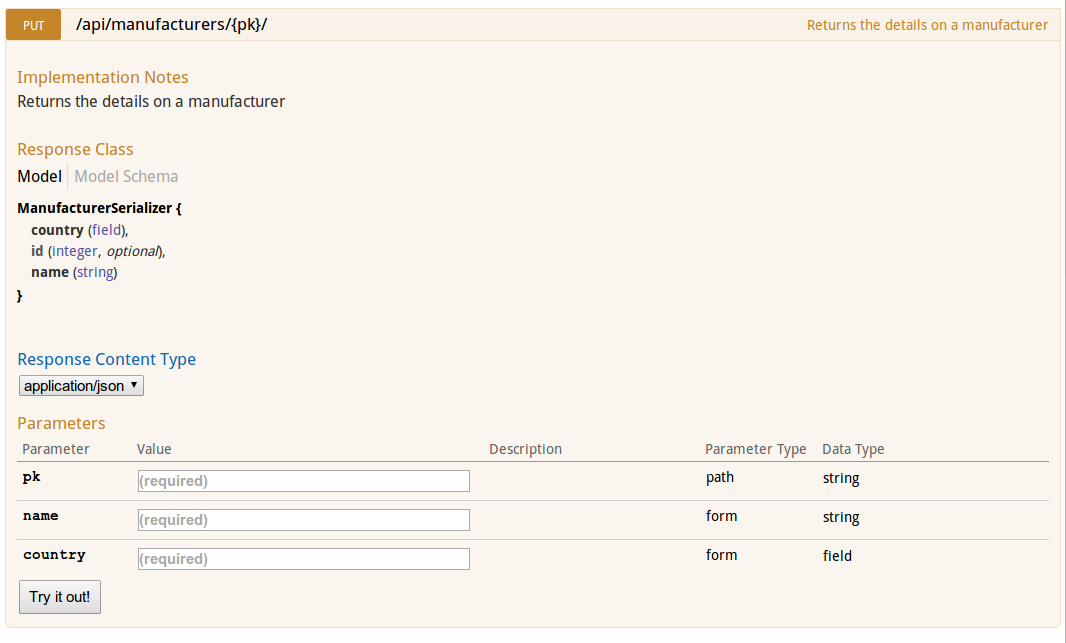 PUT /api/manufacturers/{pk}/ Returns the details on a manufacturer
Implementation Notes
Returns the details on a manufacturer
Response Class
Model Model Schema
ManufacturerSerializer {
country (field),
id (integer, optional),
name (string)
}
Response Content Type
application/json
Parameters
Parameter Value Description Parameter Type Data Type
pk (required) path string
name (required) form string
country (required) form field
Try it out!